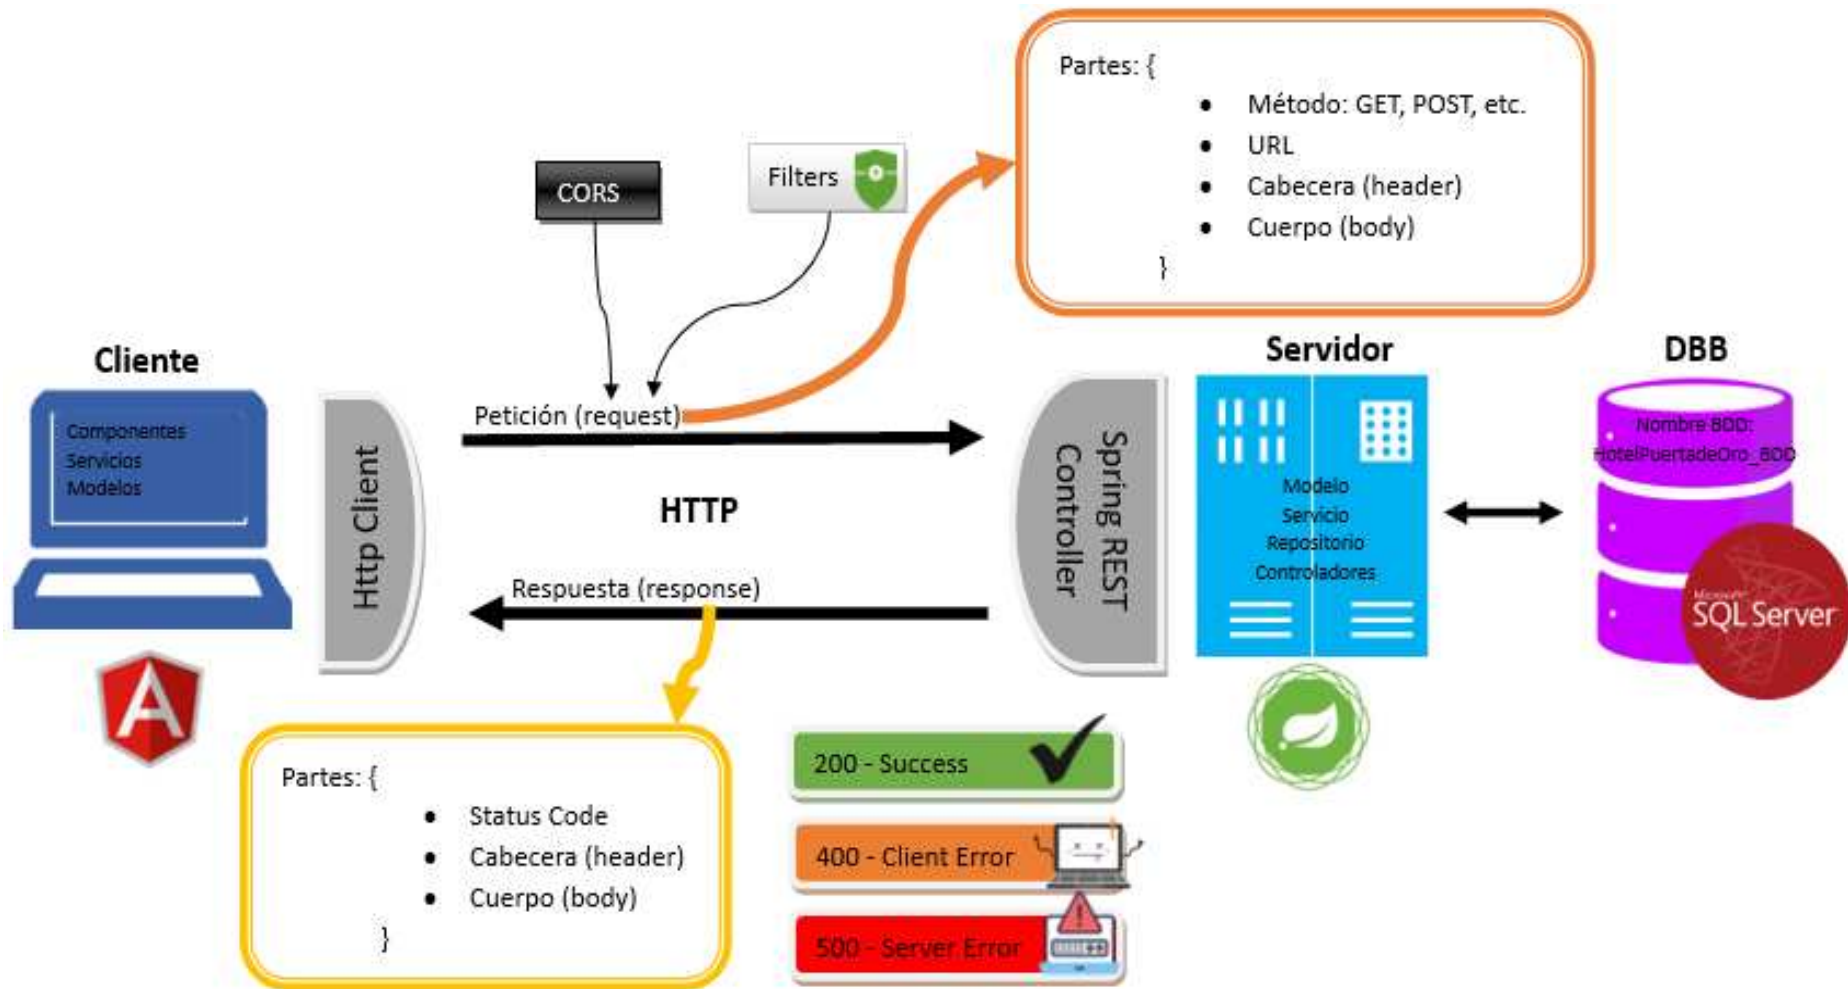 Partes: {
• Método: GET, POST, etc.
• URL
• Cabecera (header)
• Cuerpo (body)
}
CORS
Filters
Cliente
Componentes
Servicios
Modelos
Http Client
Petición (request)
HTTP
Respuesta (response)
Spring REST
Controller
Servidor
Modelo
Servicio
Repositorio
Controladores
DBB
Nombre BDD:
HotelPuertadeOro_BDD
Microsoft
SQL Server
Partes: {
• Status Code
• Cabecera (header)
• Cuerpo (body)
}
200 - Success
400 - Client Error
500 - Server Error